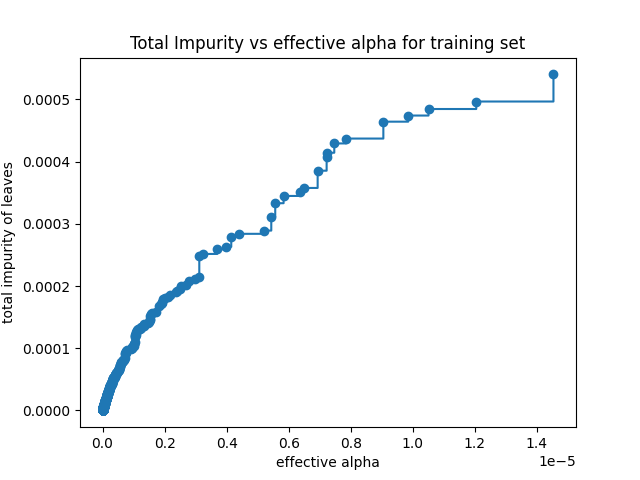 Total Impurity vs effective alpha for training set
total impurity of leaves
0.0005
0.0004
0.0003
0.0002
0.0001
0.0000
0.0 0.2 0.4 0.6 0.8 1.0 1.2 1.4
1e−5
effective alpha